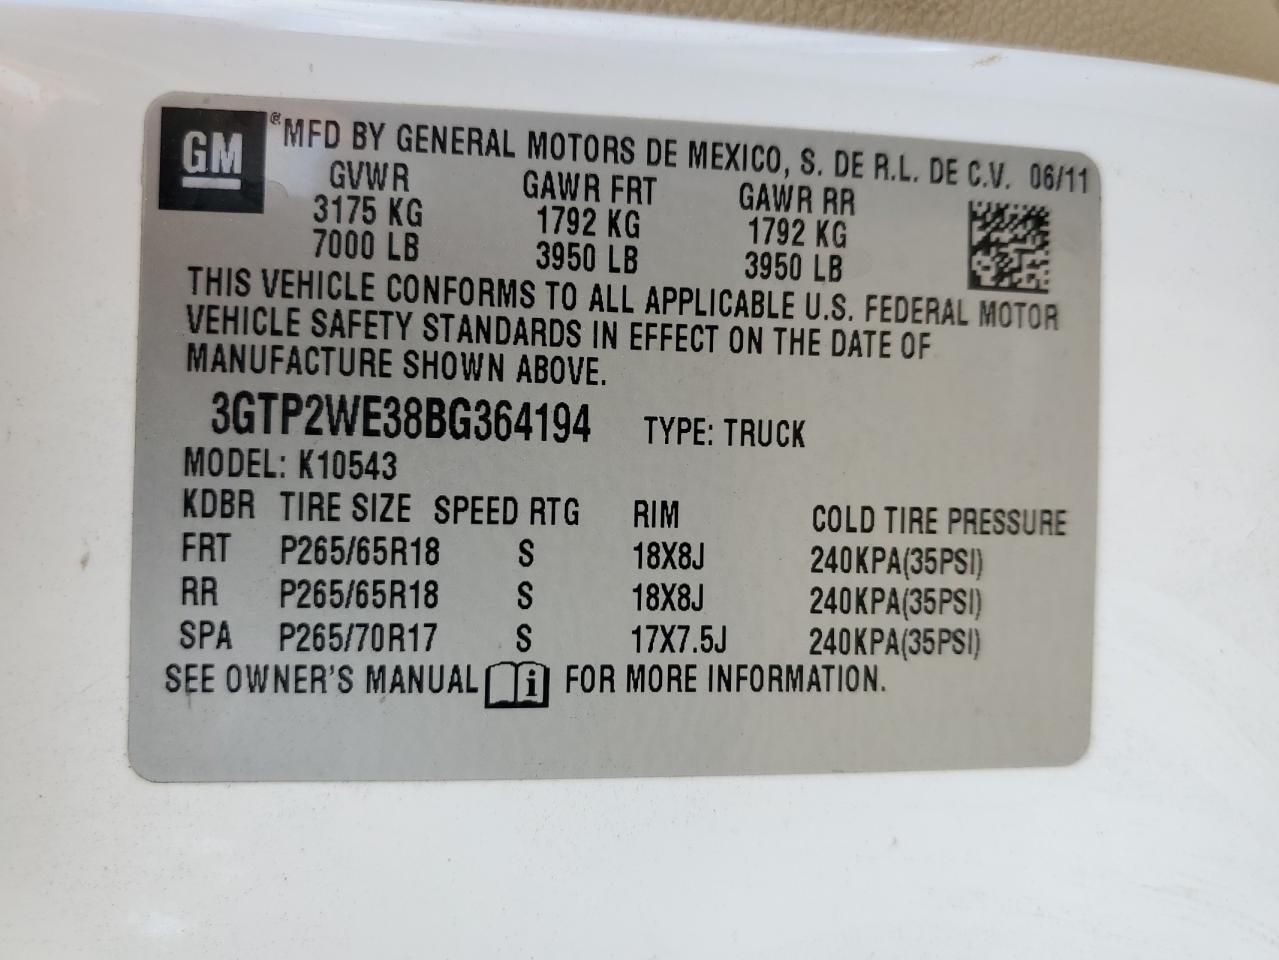 GM ® MFD BY GENERAL MOTORS DE MEXICO, S. DE R.L. DE C.V. 06/11
GVWR GAWR FRT GAWR RR
3175 KG 1792 KG 1792 KG
7000 LB 3950 LB 3950 LB
THIS VEHICLE CONFORMS TO ALL APPLICABLE U.S. FEDERAL MOTOR
VEHICLE SAFETY STANDARDS IN EFFECT ON THE DATE OF
MANUFACTURE SHOWN ABOVE.
3GTP2WE38BG364194 TYPE: TRUCK
MODEL: K10543
KDBR TIRE SIZE SPEED RTG RIM COLD TIRE PRESSURE
FRT P265/65R18 S 18X8J 240KPA(35PSI)
RR P265/65R18 S 18X8J 240KPA(35PSI)
SPA P265/70R17 S 17X7.5J 240KPA(35PSI)
SEE OWNER'S MANUAL i FOR MORE INFORMATION.